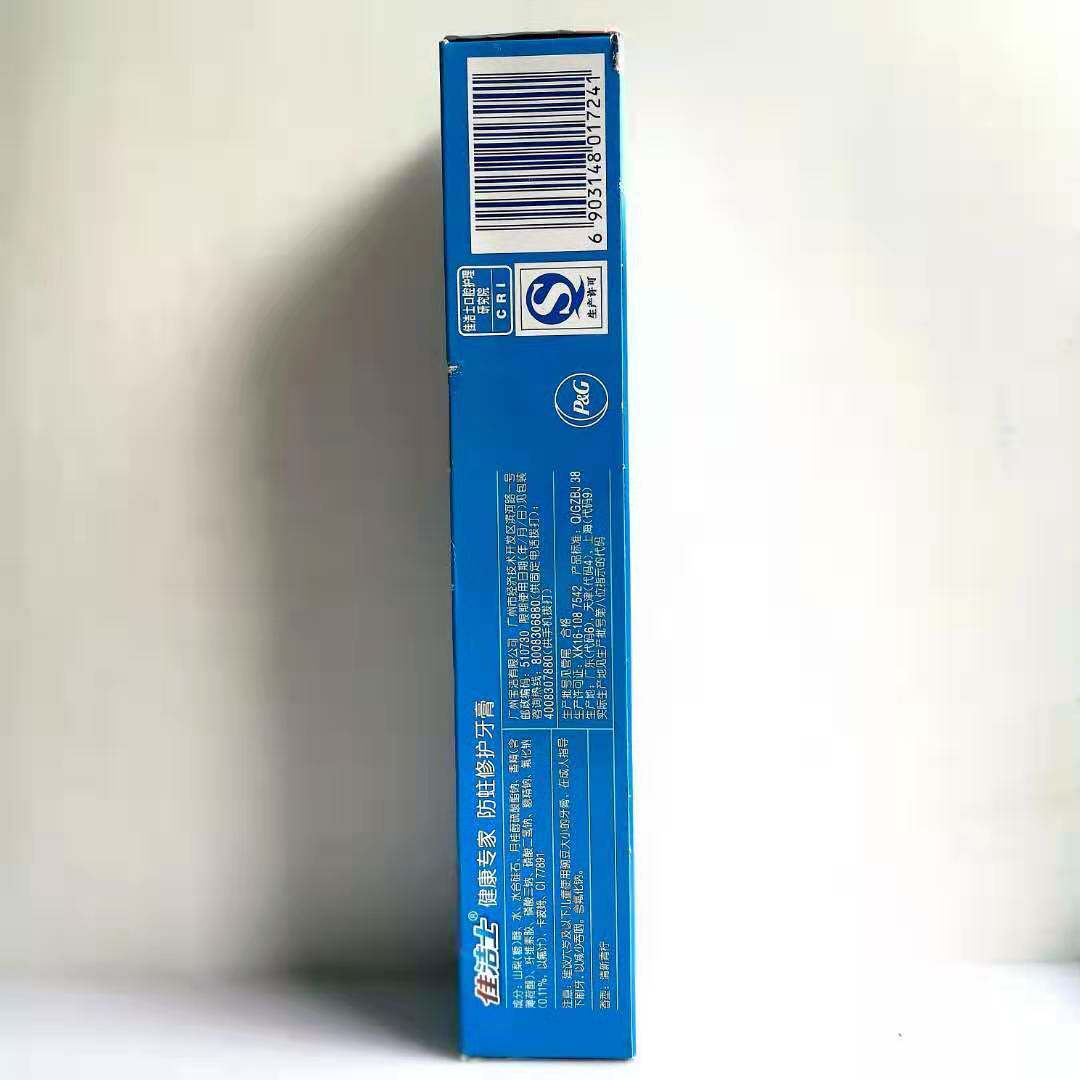 佳洁士® 健康专家 防蛀修护牙膏
成分：山梨(糖)醇、水、水合硅石、月桂醇硫酸酯钠、香精(含
薄荷醇)、纤维素胶、磷酸三钠、磷酸二氢钠、糖精钠、氟化钠
(0.11%，以氟计)、卡波姆、CI 77891
注意：建议六岁及以下儿童使用豌豆大小的牙膏，在成人指导
下刷牙，以减少吞咽。含氟化钠。
香型：清新青柠
广州宝洁有限公司 广州市经济技术开发区滨河路一号
邮政编码：510730 限期使用日期(年/月/日)见包装
咨询热线：8008306880(供固定电话拨打)；
4008307880(供手机拨打)
生产批号见管尾 合格
生产许可证：XK16-108 7542 产品标准：Q/GZBJ 38
生产地：广东(代码6)、天津(代码4)、上海(代码9)
实际生产地见生产批号第八位指示的代码
P&G
佳洁士口腔护理
研究院
CRI
生产许可
6 903148 017241